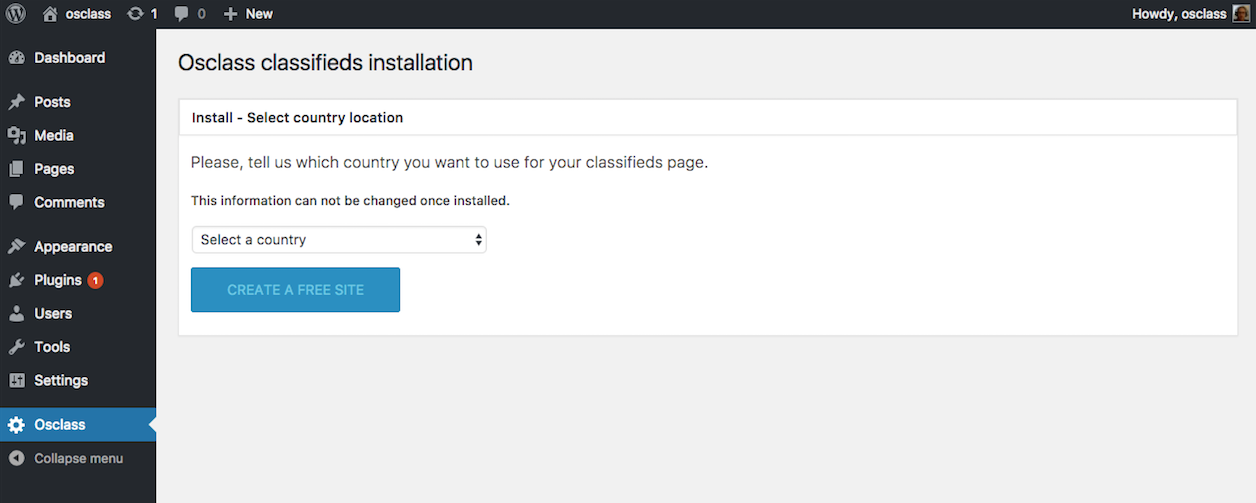 osclass 1 0 New Howdy, osclass
Dashboard
Posts
Media
Pages
Comments
Appearance
Plugins 1
Users
Tools
Settings
Osclass
Collapse menu
Osclass classifieds installation
Install - Select country location
Please, tell us which country you want to use for your classifieds page.
This information can not be changed once installed.
Select a country
CREATE A FREE SITE